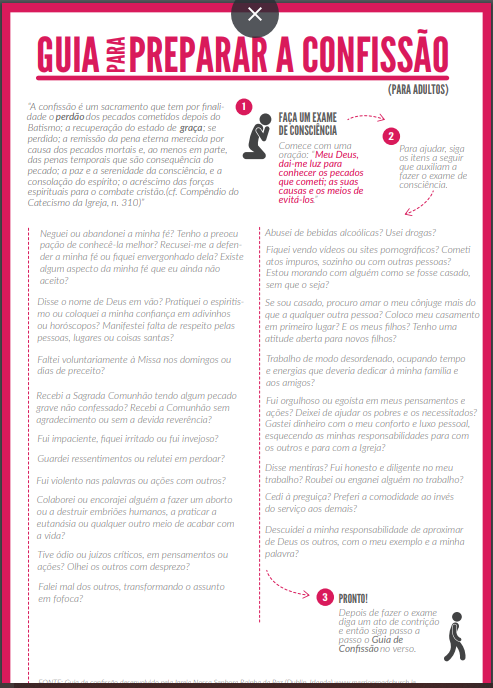 GUIA PARA PREPARAR A CONFISSÃO
(PARA ADULTOS)
"A confissão é um sacramento que tem por finali-
dade o perdão dos pecados cometidos depois do
Batismo; a recuperação do estado de graça; se
perdido; a remissão da pena eterna merecida por
causa dos pecados mortais e, ao menos em parte,
das penas temporais que são consequência do
pecado; a paz e a serenidade da consciência, e a
consolação do espírito; o acréscimo das forças
espirituais para o combate cristão.(cf. Compêndio do
Catecismo da Igreja, n. 310)"
1
FAÇA UM EXAME
DE CONSCIÊNCIA
Comece com uma
oração: "Meu Deus,
dai-me luz para
conhecer os pecados
que cometi; as suas
causas e os meios de
evitá-los."
2
Para ajudar, siga
os itens a seguir
que auxiliam a
fazer o exame de
consciência.
Neguei ou abandonei a minha fé? Tenho a preocu
pação de conhecê-la melhor? Recusei-me a defen-
der a minha fé ou fiquei envergonhado dela? Existe
algum aspecto da minha fé que eu ainda não
aceito?
Disse o nome de Deus em vão? Pratiquei o espiritis-
mo ou coloquei a minha confiança em adivinhos
ou horóscopos? Manifestei falta de respeito pelas
pessoas, lugares ou coisas santas?
Faltei voluntariamente à Missa nos domingos ou
dias de preceito?
Recebi a Sagrada Comunhão tendo algum pecado
grave não confessado? Recebi a Comunhão sem
agradecimento ou sem a devida reverência?
Fui impaciente, fiquei irritado ou fui invejoso?
Guardei ressentimentos ou relutei em perdoar?
Fui violento nas palavras ou ações com outros?
Colaborei ou encorajei alguém a fazer um aborto
ou a destruir embriões humanos, a praticar a
eutanásia ou qualquer outro meio de acabar com
a vida?
Tive ódio ou juízos críticos, em pensamentos ou
ações? Olhei os outros com desprezo?
Falei mal dos outros, transformando o assunto
em fofoca?
Abusei de bebidas alcoólicas? Usei drogas?
Fiquei vendo vídeos ou sites pornográficos? Cometi
atos impuros, sozinho ou com outras pessoas?
Estou morando com alguém como se fosse casado,
sem que o seja?
Se sou casado, procuro amar o meu cônjuge mais do
que a qualquer outra pessoa? Coloco meu casamento
em primeiro lugar? E os meus filhos? Tenho uma
atitude aberta para novos filhos?
Trabalho de modo desordenado, ocupando tempo
e energias que deveria dedicar à minha família e
aos amigos?
Fui orgulhoso ou egoísta em meus pensamentos e
ações? Deixei de ajudar os pobres e os necessitados?
Gastei dinheiro com o meu conforto e luxo pessoal,
esquecendo as minhas responsabilidades para com
os outros e para com a Igreja?
Disse mentiras? Fui honesto e diligente no meu
trabalho? Roubei ou enganei alguém no trabalho?
Cedi à preguiça? Preferi a comodidade ao invés
do serviço aos demais?
Descuidei a minha responsabilidade de aproximar
de Deus os outros, com o meu exemplo e a minha
palavra?
3
PRONTO!
Depois de fazer o exame
diga um ato de contrição
e então siga passo a
passo o Guia de
Confissão no verso.